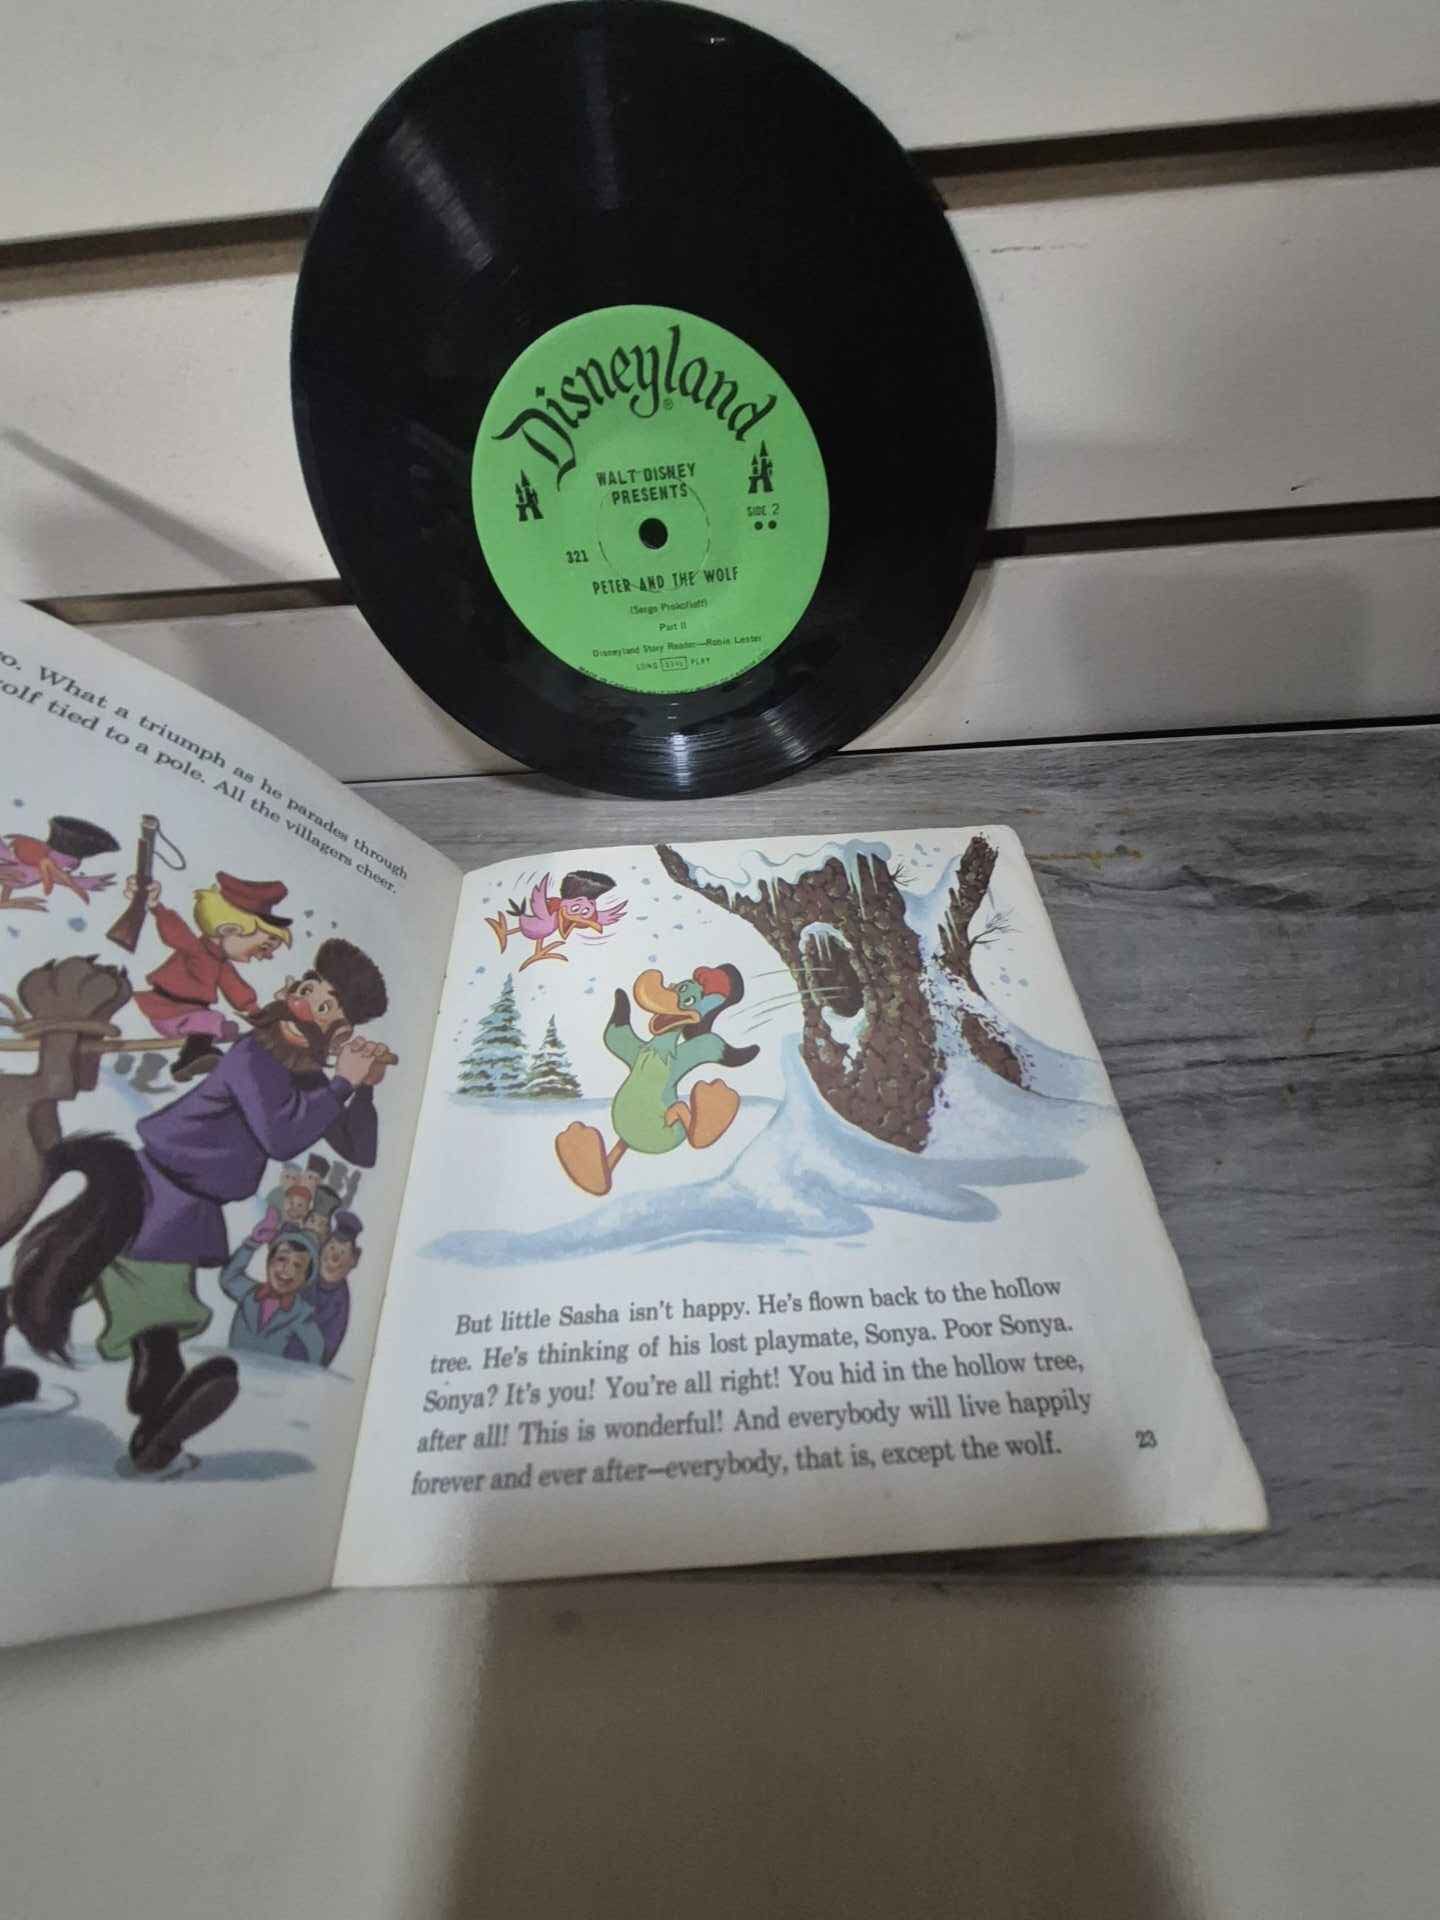 Disneyland
®
WALT DISNEY
PRESENTS
SIDE 2
321
PETER AND THE WOLF
(Serge Prokofieff)
Part II
Disneyland Story Reader—Robie Lester
LONG 33⅓ PLAY
o. What a triumph as he parades through
olf tied to a pole. All the villagers cheer.
But little Sasha isn't happy. He's flown back to the hollow
tree. He's thinking of his lost playmate, Sonya. Poor Sonya.
Sonya? It's you! You're all right! You hid in the hollow tree,
after all! This is wonderful! And everybody will live happily
forever and ever after—everybody, that is, except the wolf.
23